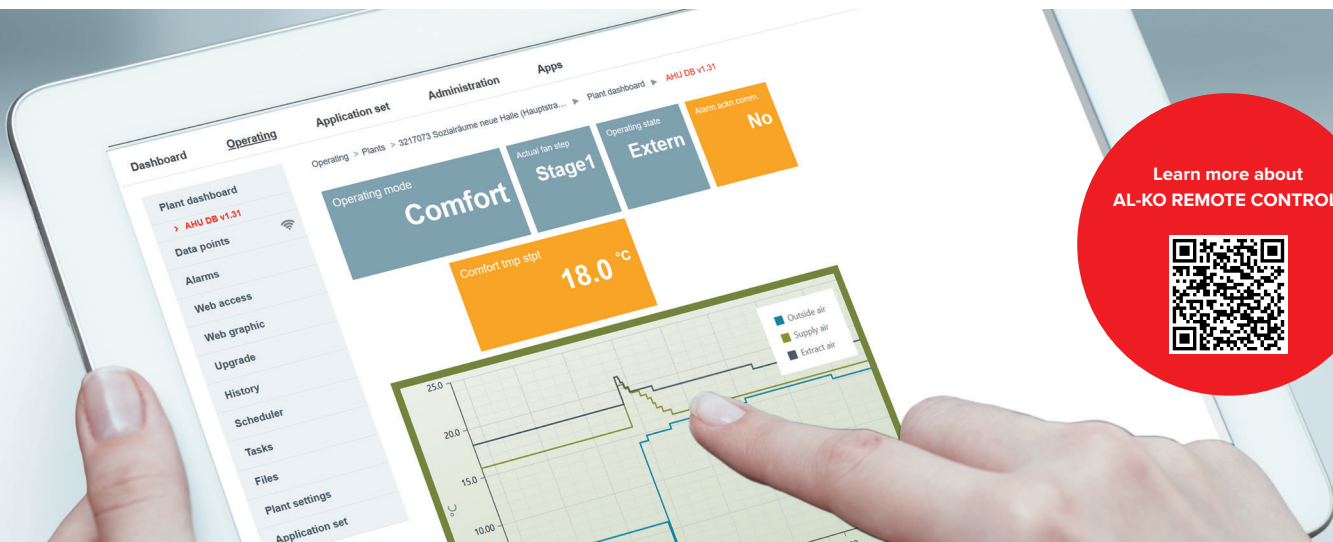 Dashboard
Operating
Application set
Administration
Apps
Operating > Plants > 3217073 Sozialräume neue Halle (Hauptstra... ▶ Plant dashboard ▶ AHU DB v1.31
Plant dashboard
> AHU DB v1.31
Data points
Alarms
Web access
Web graphic
Upgrade
History
Scheduler
Tasks
Files
Plant settings
Application set
Operating mode
Comfort
Actual fan step
Stage1
Operating state
Extern
Alarm ackn.comm.
No
Comfort tmp stpt
18.0 °C
Outside air
Supply air
Extract air
25.0
20.0
15.0
10.00
°C
Learn more about
AL-KO REMOTE CONTROL